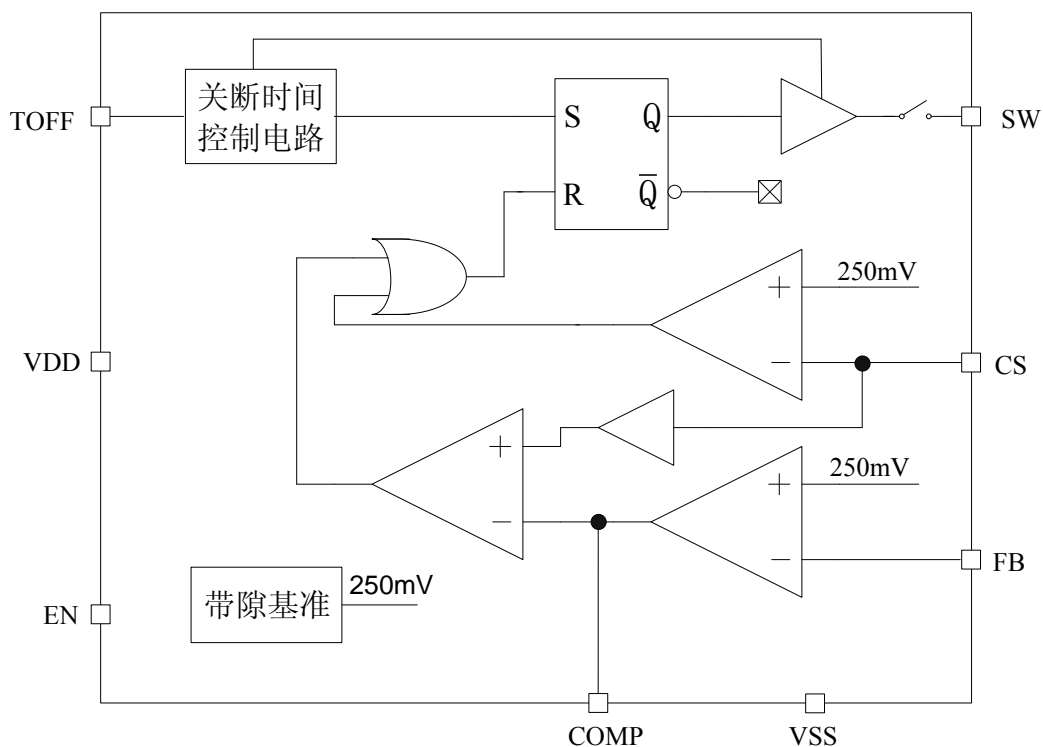 关断时间
控制电路
TOFF
S
Q
SW
R
Q̅
+
250mV
VDD
−
CS
+
+
250mV
−
−
FB
带隙基准
250mV
EN
COMP
VSS